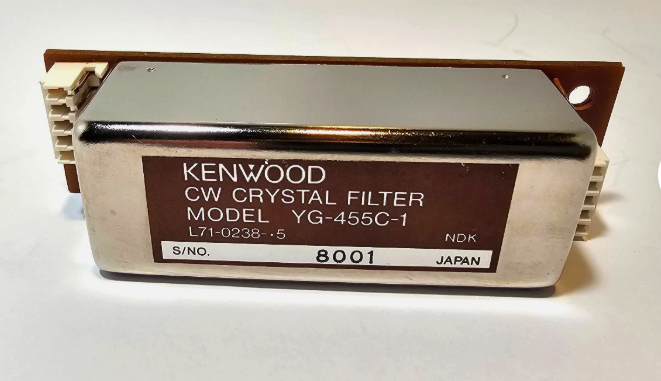 KENWOOD
CW CRYSTAL FILTER
MODEL YG-455C-1
L71-0238-·5
NDK
S/NO. 8001 JAPAN